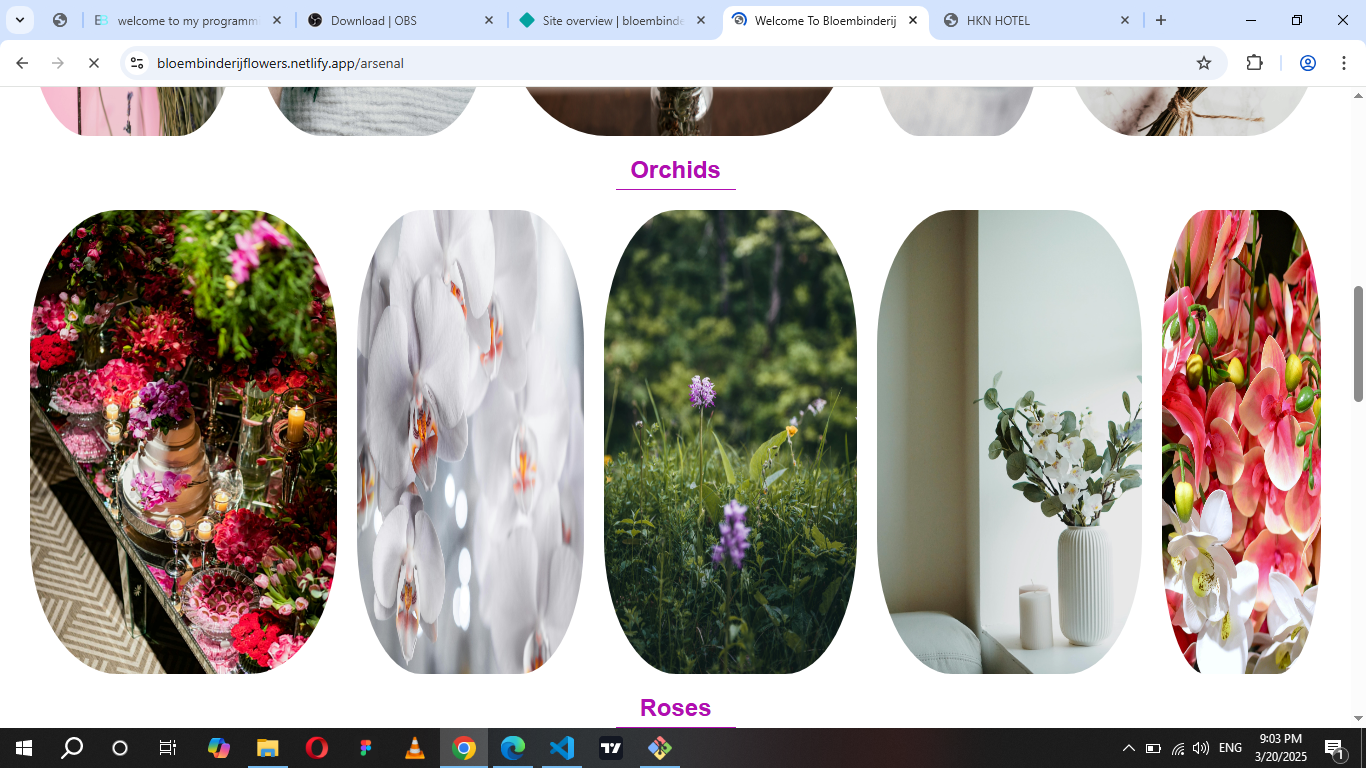 welcome to my programm
Download | OBS
Site overview | bloembinde
Welcome To Bloembinderij
HKN HOTEL
bloembinderijflowers.netlify.app/arsenal
Orchids
Roses
ENG
9:03 PM
3/20/2025
1